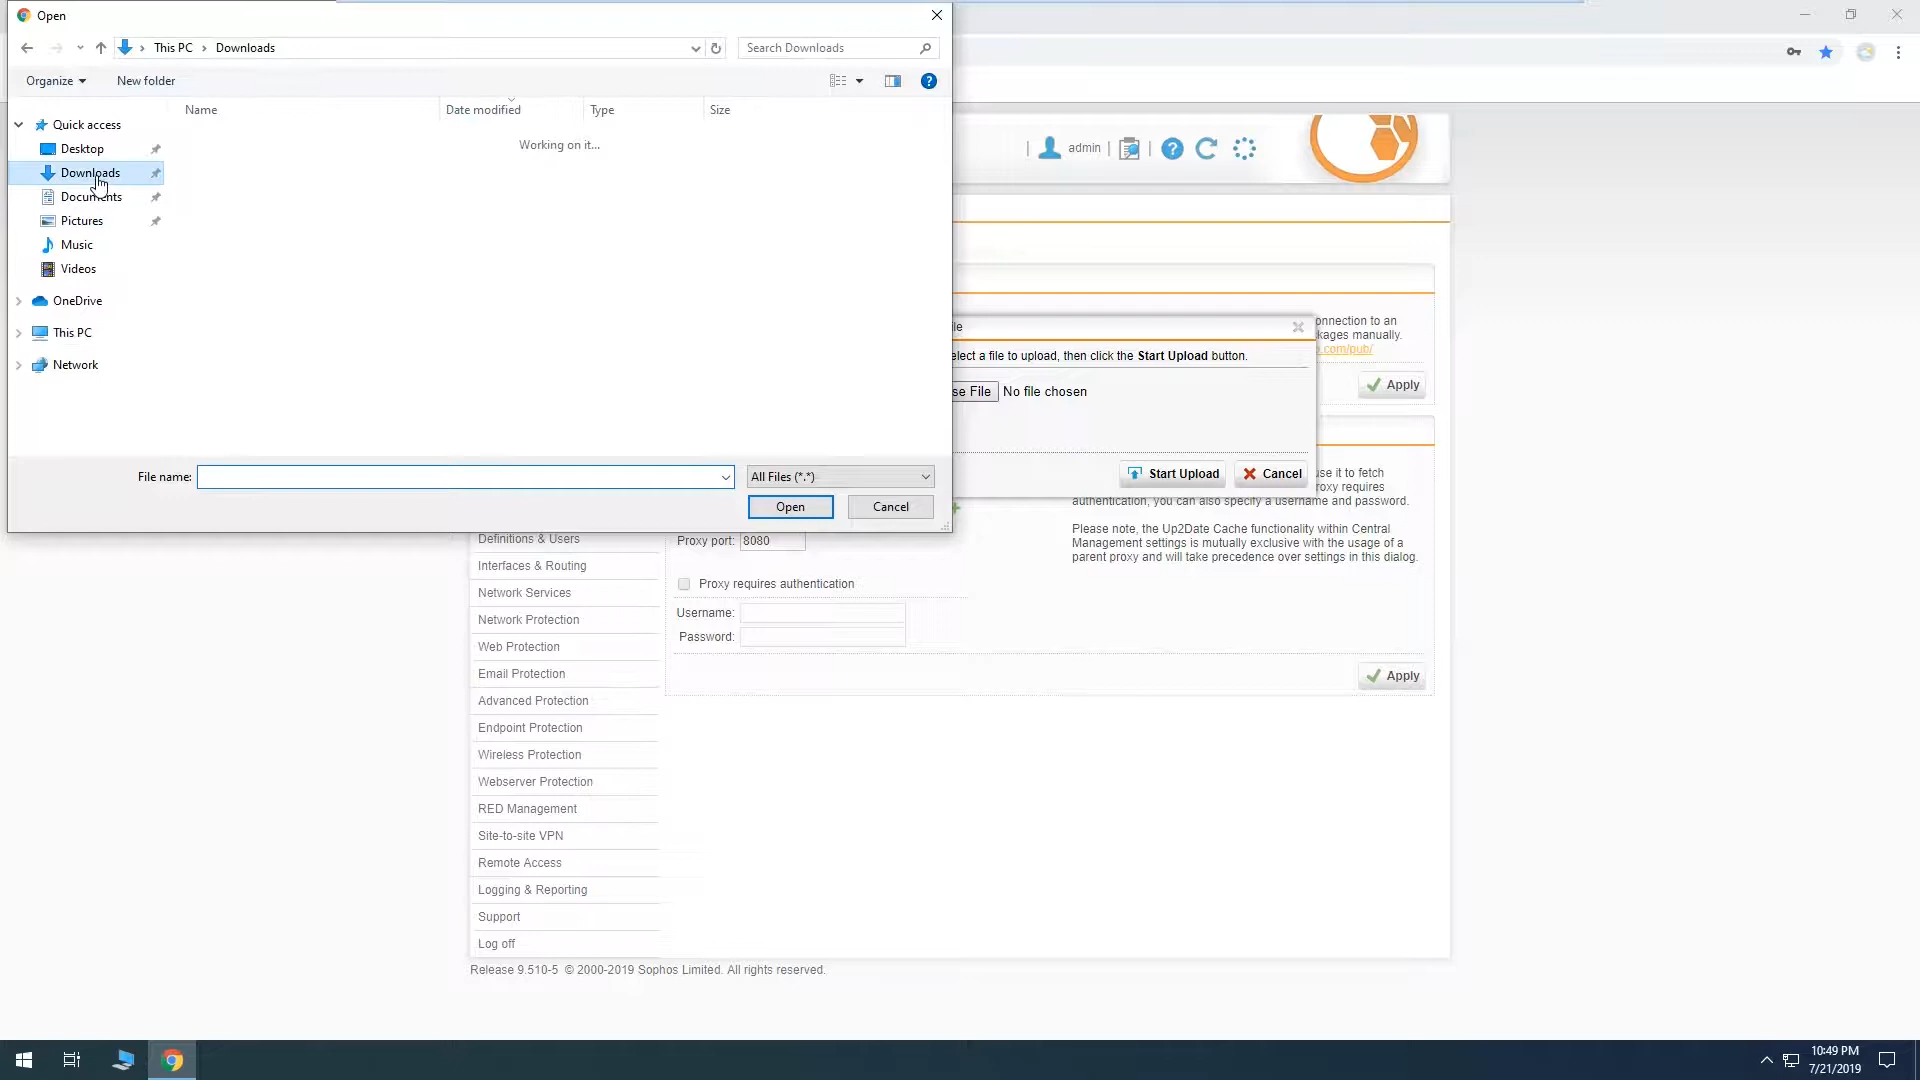 Open
This PC
Downloads
Search Downloads
Organize
New folder
Name
Date modified
Type
Size
Working on it...
Quick access
Desktop
Downloads
Documents
Pictures
Music
Videos
OneDrive
This PC
Network
File name:
All Files (*.*)
Open
Cancel
| admin | |
ile
elect a file to upload, then click the Start Upload button.
se File No file chosen
Start Upload
Cancel
onnection to an
kages manually.
.com/pub/
Apply
use it to fetch
roxy requires
authentication, you can also specify a username and password.
Please note, the Up2Date Cache functionality within Central
Management settings is mutually exclusive with the usage of a
parent proxy and will take precedence over settings in this dialog.
Proxy port: 8080
Proxy requires authentication
Username:
Password:
Apply
Definitions & Users
Interfaces & Routing
Network Services
Network Protection
Web Protection
Email Protection
Advanced Protection
Endpoint Protection
Wireless Protection
Webserver Protection
RED Management
Site-to-site VPN
Remote Access
Logging & Reporting
Support
Log off
Release 9.510-5 © 2000-2019 Sophos Limited. All rights reserved.
10:49 PM
7/21/2019